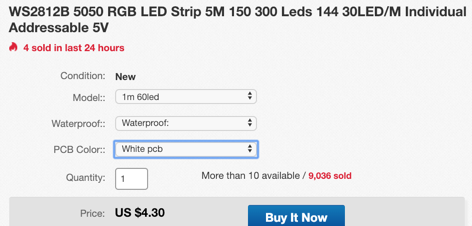 WS2812B 5050 RGB LED Strip 5M 150 300 Leds 144 30LED/M Individual
Addressable 5V
4 sold in last 24 hours
Condition: New
Model:: 1m 60led
Waterproof:: Waterproof:
PCB Color:: White pcb
Quantity: 1 More than 10 available / 9,036 sold
Price: US $4.30 Buy It Now